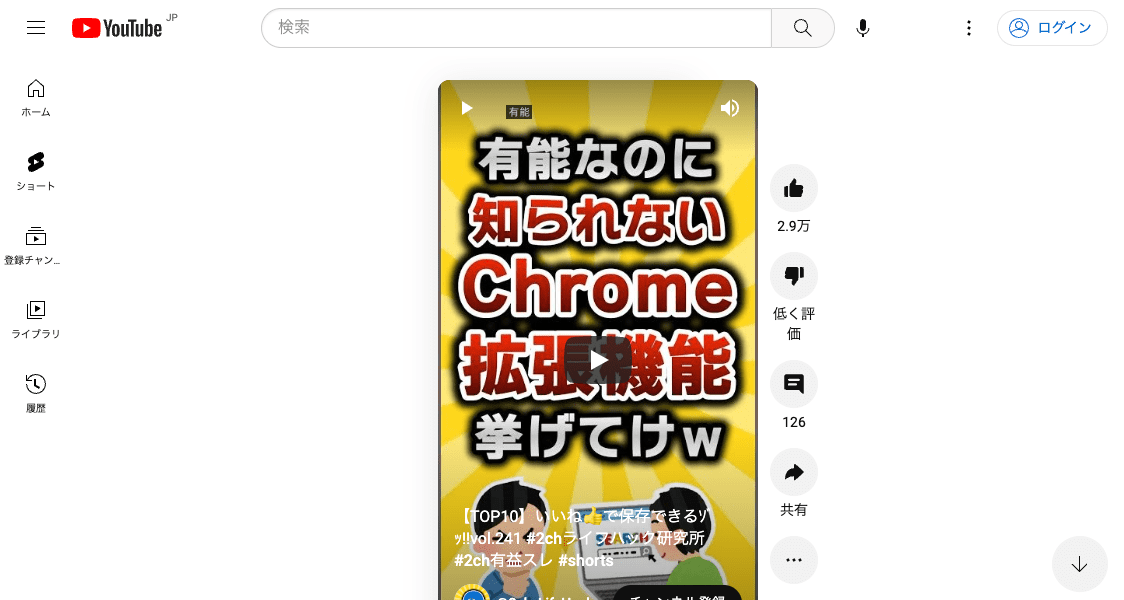 YouTube JP
検索
ログイン
ホーム
ショート
登録チャン...
ライブラリ
履歴
有能
有能なのに
知られない
Chrome
拡張機能
挙げてけw
【TOP10】いいね👍で保存できるｿﾞ
ｯ!!vol.241 #2chライフハック研究所
#2ch有益スレ #shorts
チャンネル登録
2.9万
低く評
価
126
共有